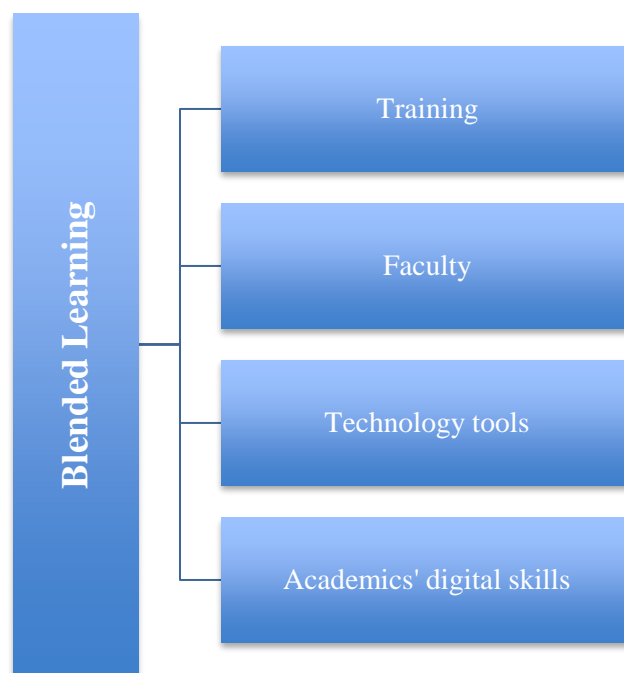 Blended Learning
Training
Faculty
Technology tools
Academics' digital skills